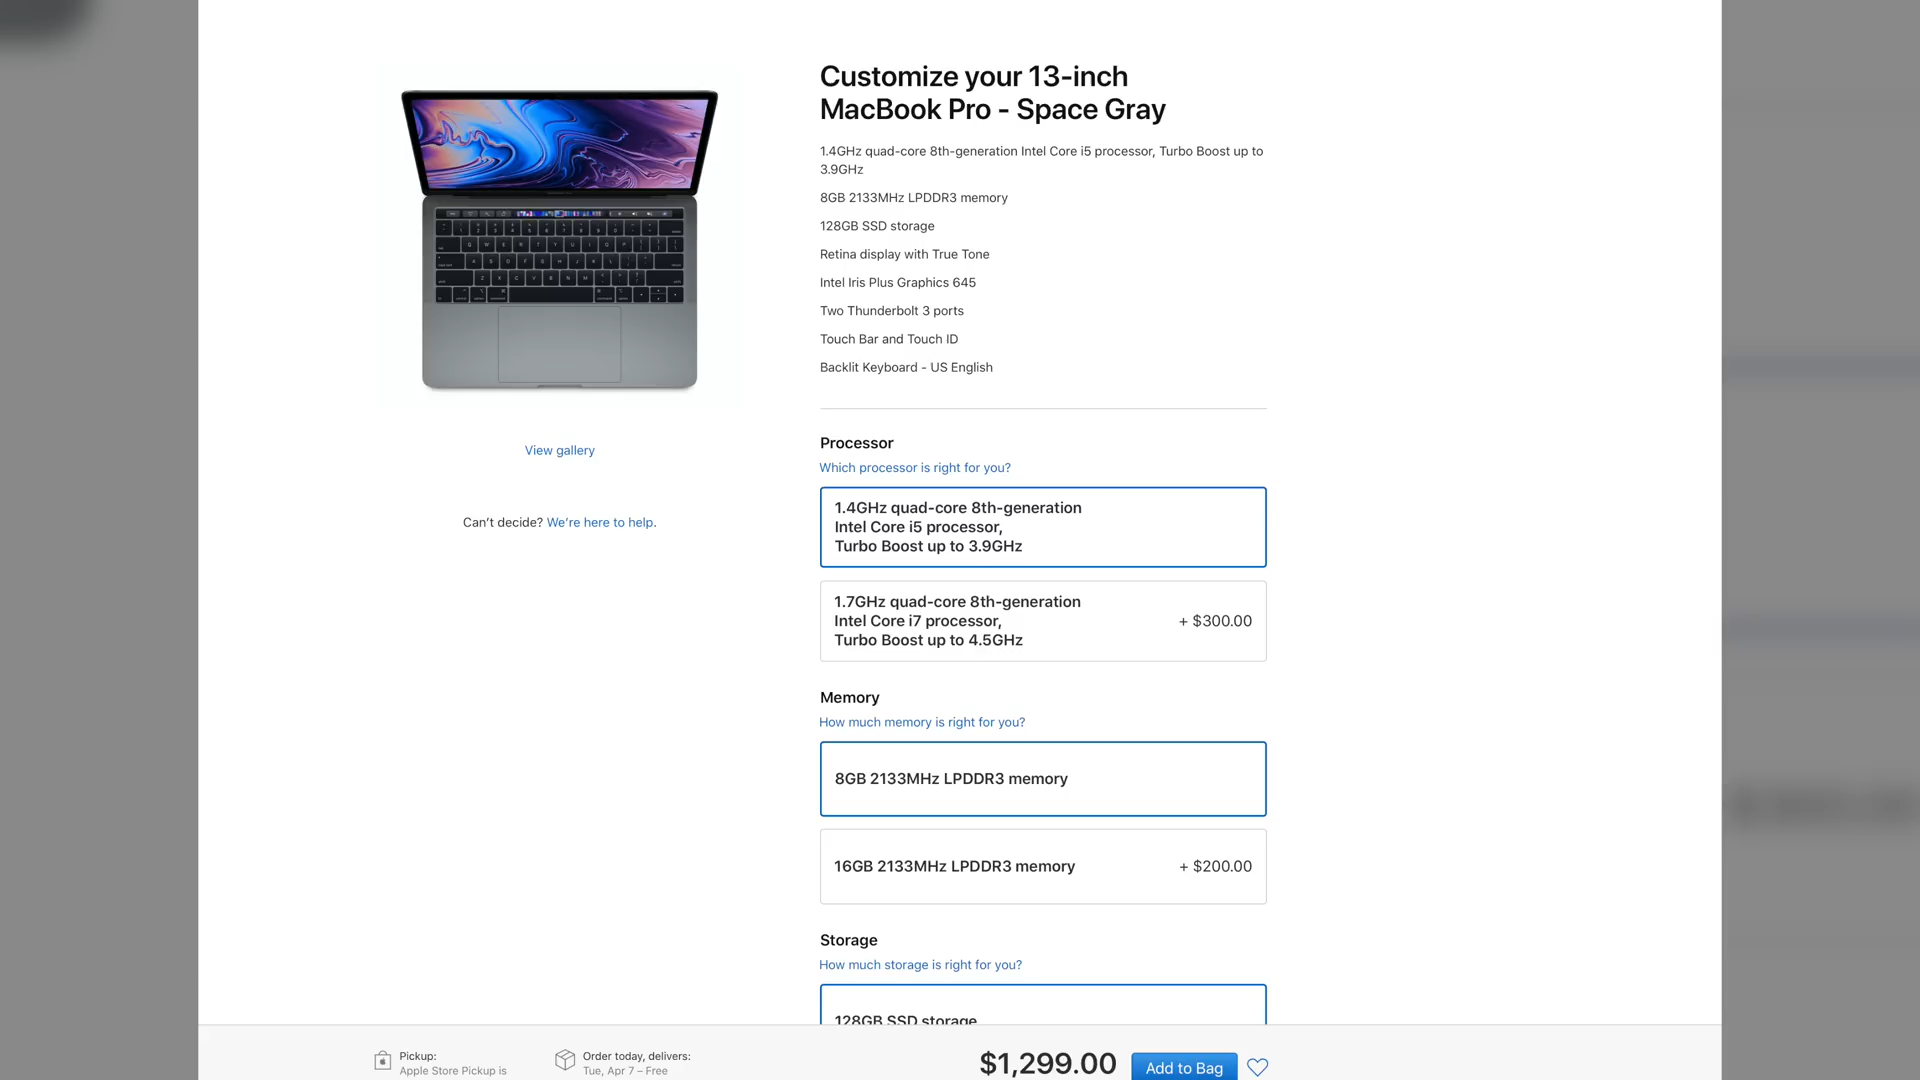 Customize your 13-inch
MacBook Pro - Space Gray
1.4GHz quad-core 8th-generation Intel Core i5 processor, Turbo Boost up to
3.9GHz
8GB 2133MHz LPDDR3 memory
128GB SSD storage
Retina display with True Tone
Intel Iris Plus Graphics 645
Two Thunderbolt 3 ports
Touch Bar and Touch ID
Backlit Keyboard - US English
View gallery
Can’t decide? We’re here to help.
Processor
Which processor is right for you?
1.4GHz quad-core 8th-generation
Intel Core i5 processor,
Turbo Boost up to 3.9GHz
1.7GHz quad-core 8th-generation
Intel Core i7 processor,
Turbo Boost up to 4.5GHz
+ $300.00
Memory
How much memory is right for you?
8GB 2133MHz LPDDR3 memory
16GB 2133MHz LPDDR3 memory
+ $200.00
Storage
How much storage is right for you?
128GB SSD storage
Pickup:
Apple Store Pickup is
Order today, delivers:
Tue, Apr 7 – Free
$1,299.00
Add to Bag